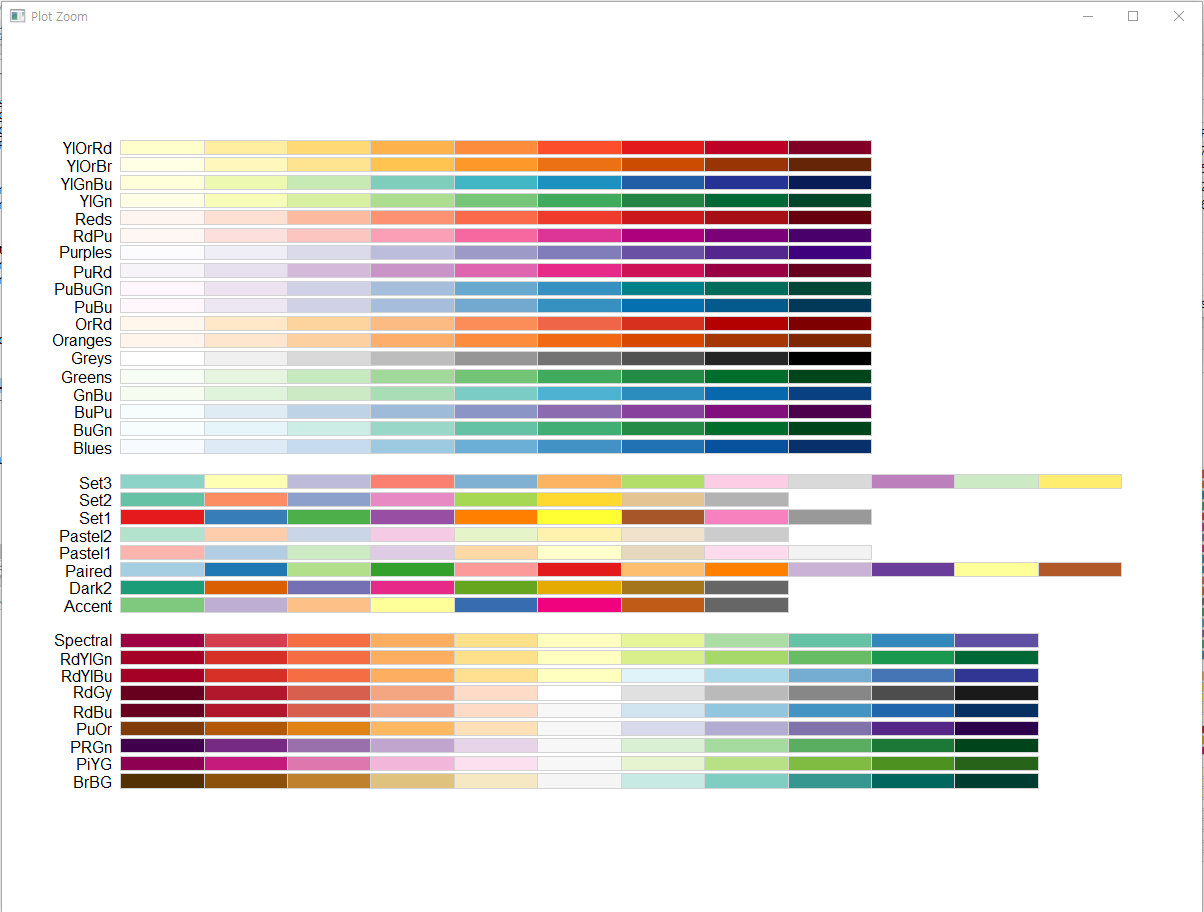 Plot Zoom
YlOrRd
YlOrBr
YlGnBu
YlGn
Reds
RdPu
Purples
PuRd
PuBuGn
PuBu
OrRd
Oranges
Greys
Greens
GnBu
BuPu
BuGn
Blues
Set3
Set2
Set1
Pastel2
Pastel1
Paired
Dark2
Accent
Spectral
RdYlGn
RdYlBu
RdGy
RdBu
PuOr
PRGn
PiYG
BrBG